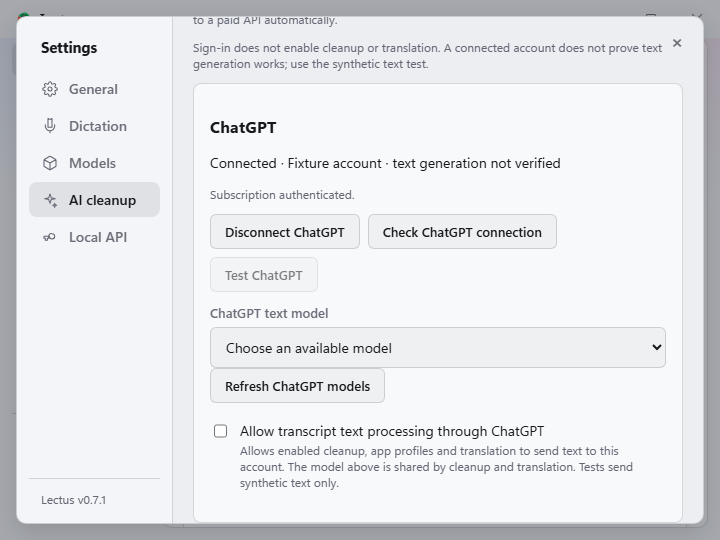 to a paid API automatically.
Settings
Sign-in does not enable cleanup or translation. A connected account does not prove text
generation works; use the synthetic text test.
General
Dictation
Models
AI cleanup
Local API
ChatGPT
Connected · Fixture account · text generation not verified
Subscription authenticated.
Disconnect ChatGPT
Check ChatGPT connection
Test ChatGPT
ChatGPT text model
Choose an available model
Refresh ChatGPT models
Allow transcript text processing through ChatGPT
Allows enabled cleanup, app profiles and translation to send text to this
account. The model above is shared by cleanup and translation. Tests send
synthetic text only.
Lectus v0.7.1